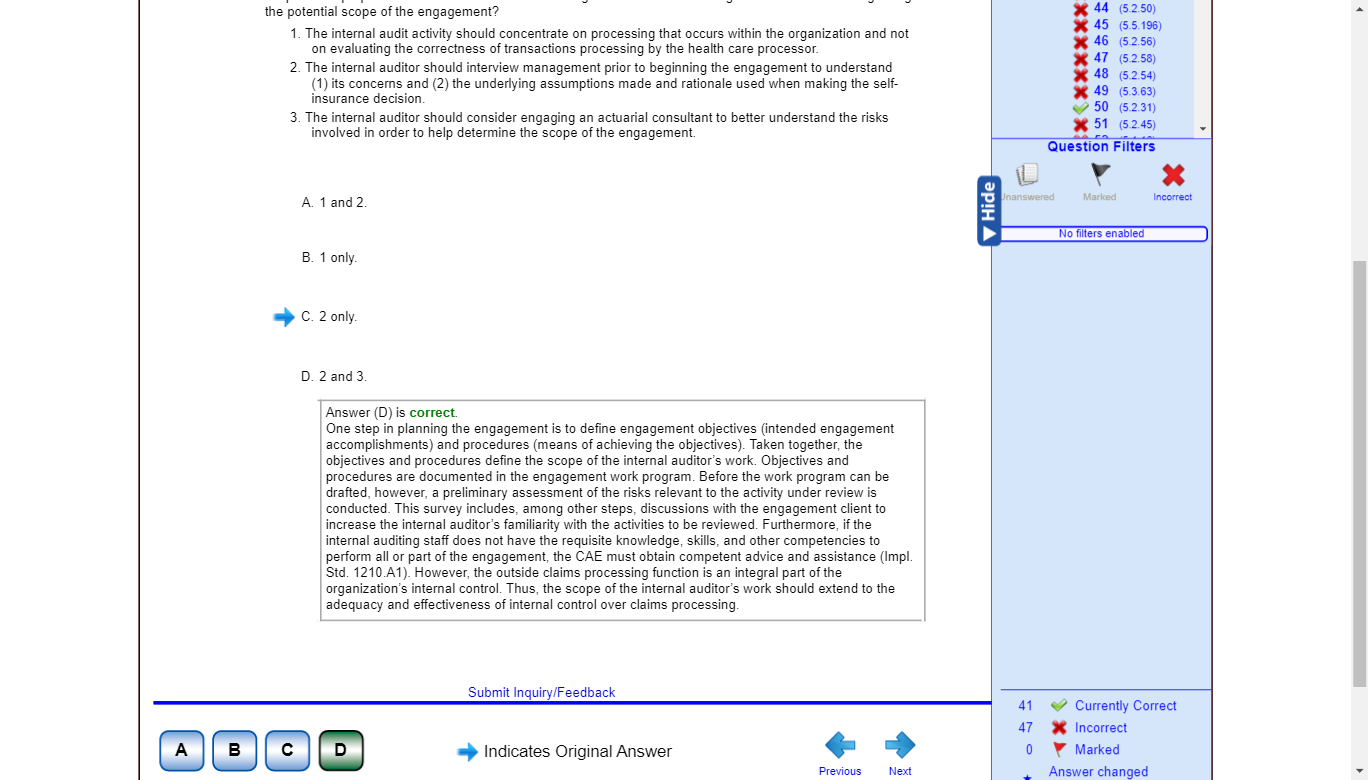 the potential scope of the engagement?
1. The internal audit activity should concentrate on processing that occurs within the organization and not
on evaluating the correctness of transactions processing by the health care processor.
2. The internal auditor should interview management prior to beginning the engagement to understand
(1) its concerns and (2) the underlying assumptions made and rationale used when making the self-
insurance decision.
3. The internal auditor should consider engaging an actuarial consultant to better understand the risks
involved in order to help determine the scope of the engagement.
A. 1 and 2.
B. 1 only.
C. 2 only.
D. 2 and 3.
Answer (D) is correct.
One step in planning the engagement is to define engagement objectives (intended engagement
accomplishments) and procedures (means of achieving the objectives). Taken together, the
objectives and procedures define the scope of the internal auditor's work. Objectives and
procedures are documented in the engagement work program. Before the work program can be
drafted, however, a preliminary assessment of the risks relevant to the activity under review is
conducted. This survey includes, among other steps, discussions with the engagement client to
increase the internal auditor's familiarity with the activities to be reviewed. Furthermore, if the
internal auditing staff does not have the requisite knowledge, skills, and other competencies to
perform all or part of the engagement, the CAE must obtain competent advice and assistance (Impl.
Std. 1210.A1). However, the outside claims processing function is an integral part of the
organization's internal control. Thus, the scope of the internal auditor's work should extend to the
adequacy and effectiveness of internal control over claims processing.
Submit Inquiry/Feedback
A B C D
Indicates Original Answer
Previous Next
44 (5.2.50)
45 (5.5.196)
46 (5.2.56)
47 (5.2.58)
48 (5.2.54)
49 (5.3.63)
50 (5.2.31)
51 (5.2.45)
Question Filters
Hide
Marked Incorrect
No filters enabled
41 Currently Correct
47 Incorrect
0 Marked
Answer changed